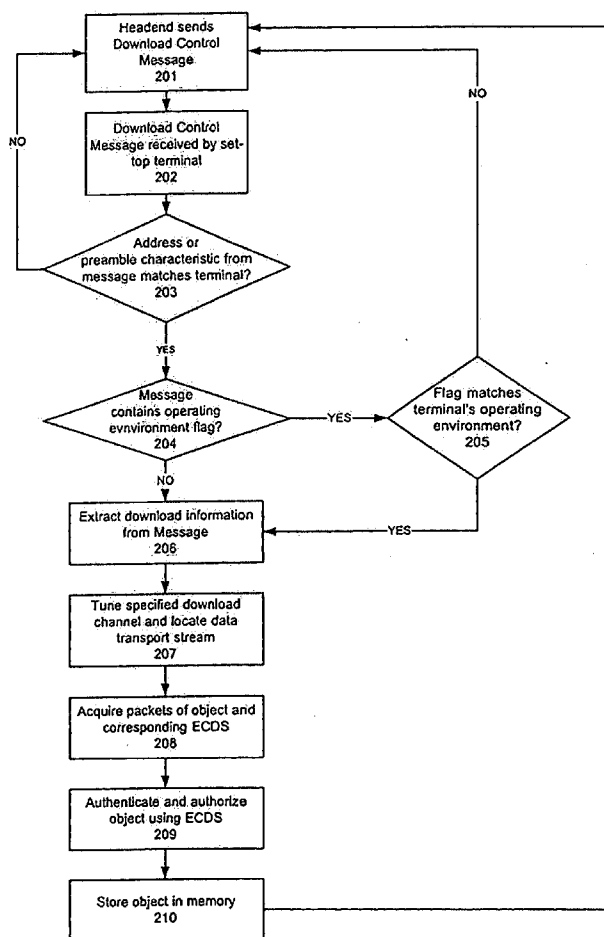 Headend sends
Download Control
Message
201
NO
NO
Download Control
Message received by set-
top terminal
202
Address or
preamble characteristic from
message matches terminal?
203
YES
Message
contains operating
evnvironment flag?
204
YES
Flag matches
terminal's operating
environment?
205
NO
YES
Extract download information
from Message
206
Tune specified download
channel and locate data
transport stream
207
Acquire packets of object and
corresponding ECDS
208
Authenticate and authorize
object using ECDS
209
Store object in memory
210